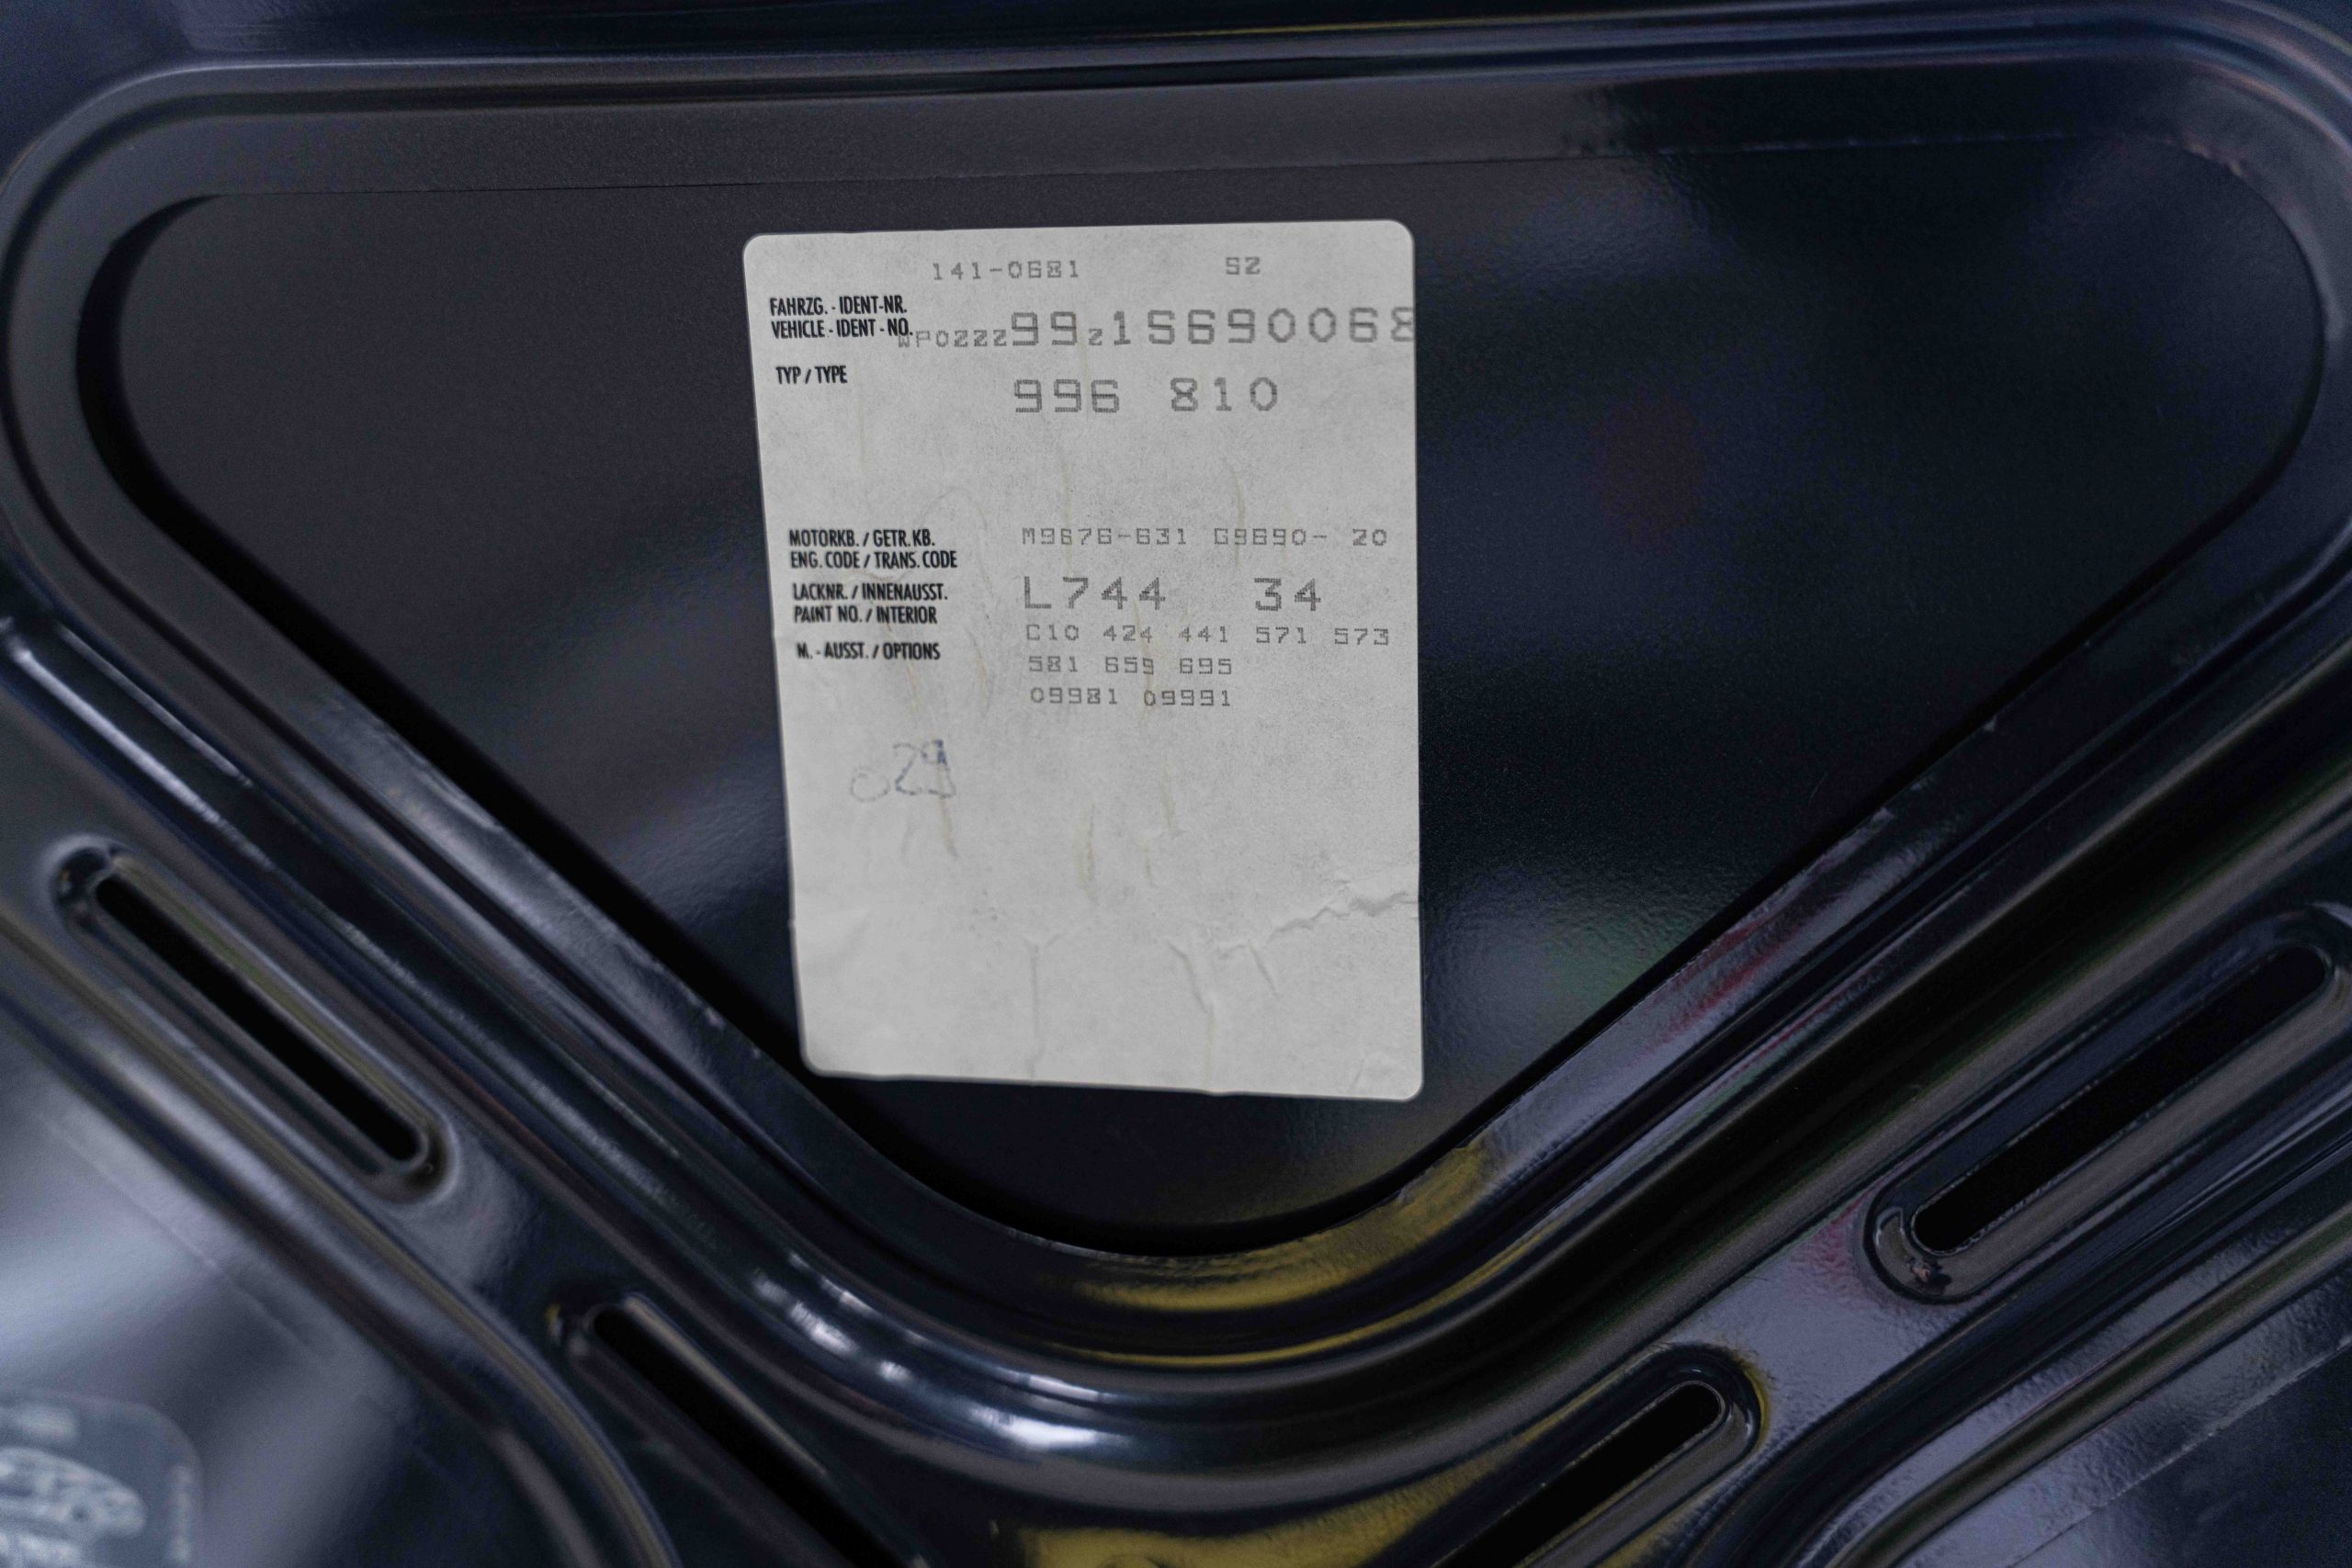 141-0681 SZ
FAHRZG. - IDENT-NR.
VEHICLE - IDENT - NO. WP0ZZZ99Z1S690068
TYP / TYPE 996 810
MOTORKB. / GETR. KB. M9676-631 G9690- 20
ENG. CODE / TRANS. CODE
LACKNR. / INNENAUSST. L744 34
PAINT NO. / INTERIOR
C10 424 441 571 573
M. - AUSST. / OPTIONS 581 659 695
09981 09991
029